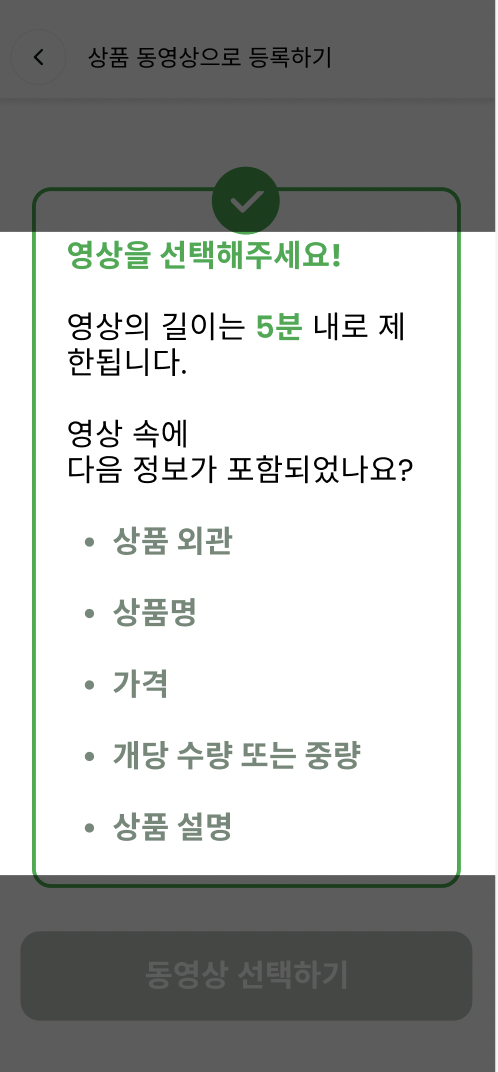 상품 동영상으로 등록하기
영상을 선택해주세요!
영상의 길이는 5분 내로 제
한됩니다.
영상 속에
다음 정보가 포함되었나요?
• 상품 외관
• 상품명
• 가격
• 개당 수량 또는 중량
• 상품 설명
동영상 선택하기